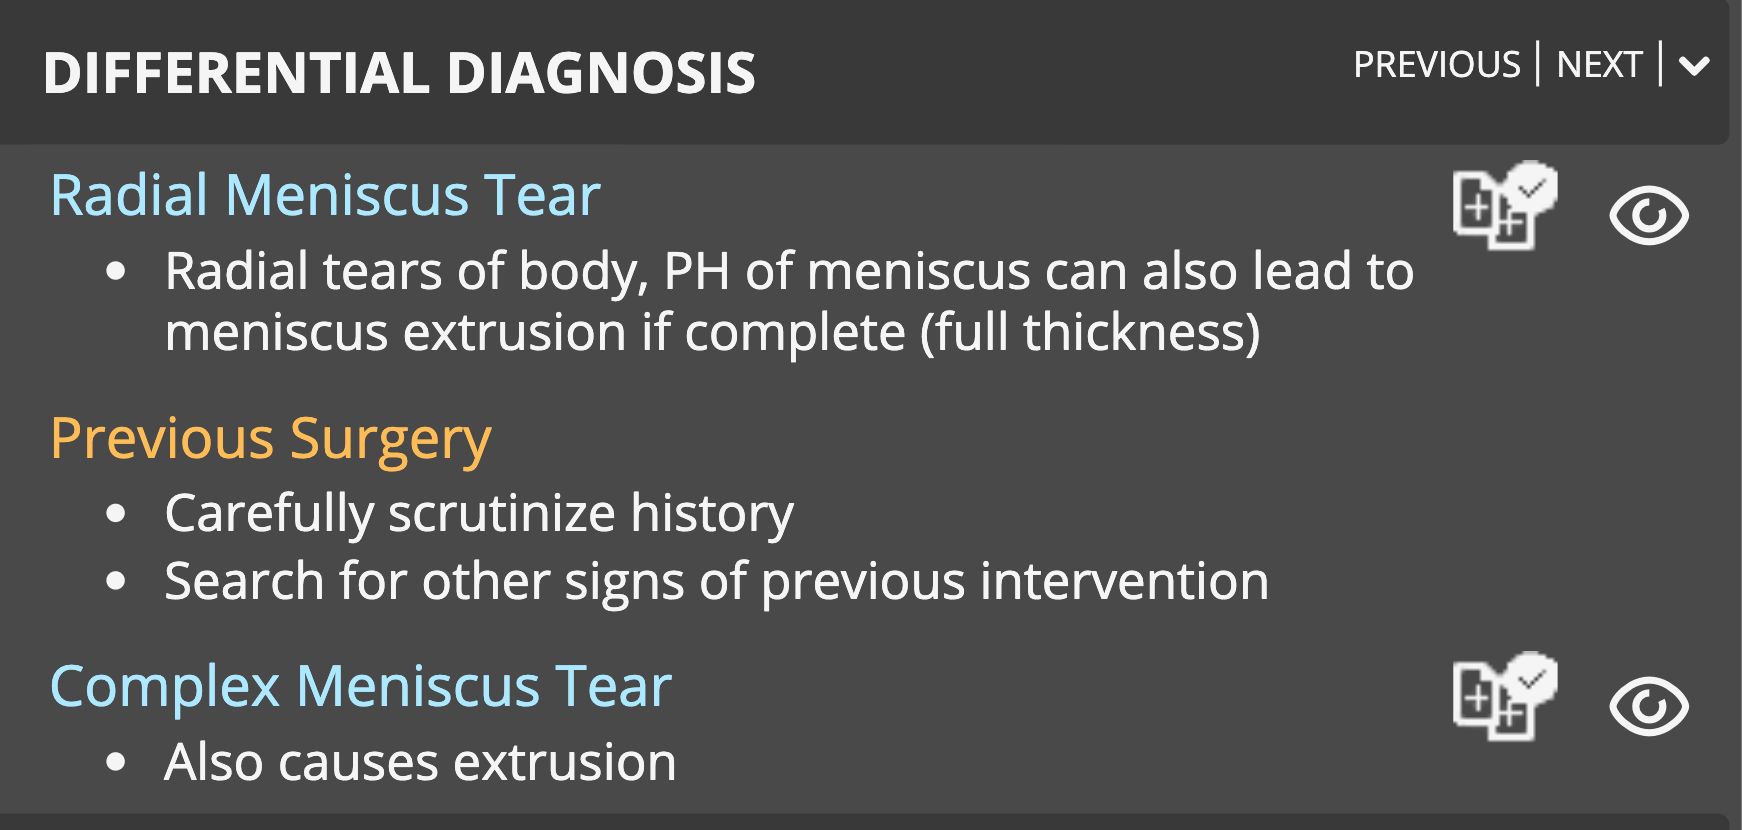 DIFFERENTIAL DIAGNOSIS
PREVIOUS | NEXT |
Radial Meniscus Tear
• Radial tears of body, PH of meniscus can also lead to
meniscus extrusion if complete (full thickness)
Previous Surgery
• Carefully scrutinize history
• Search for other signs of previous intervention
Complex Meniscus Tear
• Also causes extrusion